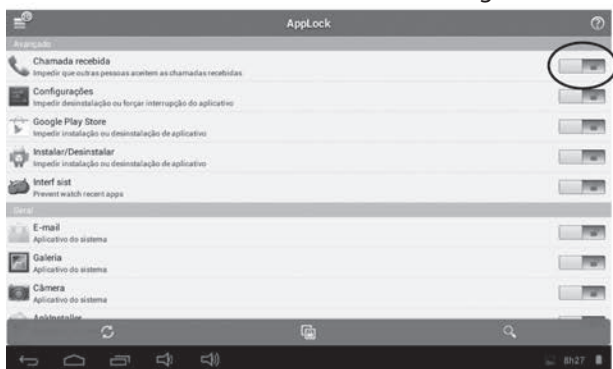 AppLock
Avançado
Chamada recebida
Impedir que outras pessoas aceitem as chamadas recebidas
Configurações
Impedir desinstalação ou forçar interrupção do aplicativo
Google Play Store
Impedir instalação ou desinstalação de aplicativo
Instalar/Desinstalar
Impedir instalação ou desinstalação de aplicativo
Interf sist
Prevent watch recent apps
Geral
E-mail
Aplicativo do sistema
Galeria
Aplicativo do sistema
Câmera
Aplicativo do sistema
8h27